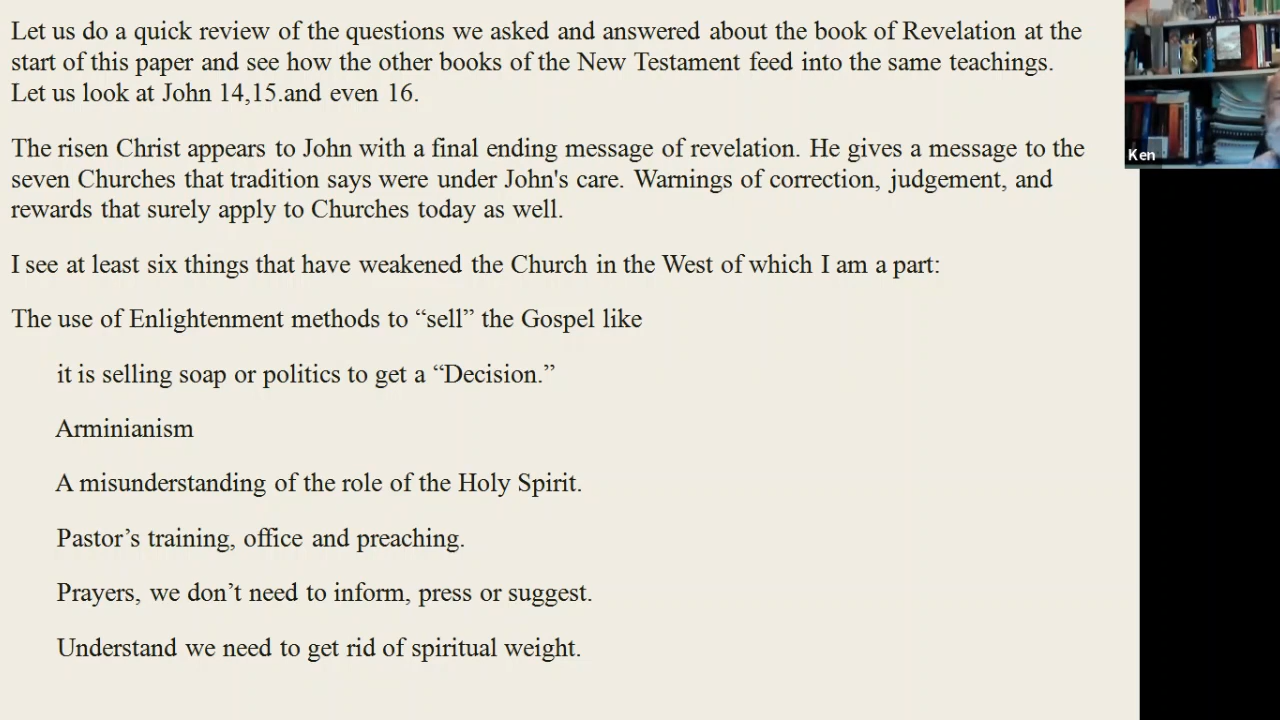 Let us do a quick review of the questions we asked and answered about the book of Revelation at the
start of this paper and see how the other books of the New Testament feed into the same teachings.
Let us look at John 14,15.and even 16.
The risen Christ appears to John with a final ending message of revelation. He gives a message to the
seven Churches that tradition says were under John's care. Warnings of correction, judgement, and
rewards that surely apply to Churches today as well.
I see at least six things that have weakened the Church in the West of which I am a part:
The use of Enlightenment methods to “sell” the Gospel like
it is selling soap or politics to get a “Decision.”
Arminianism
A misunderstanding of the role of the Holy Spirit.
Pastor’s training, office and preaching.
Prayers, we don’t need to inform, press or suggest.
Understand we need to get rid of spiritual weight.
Ken